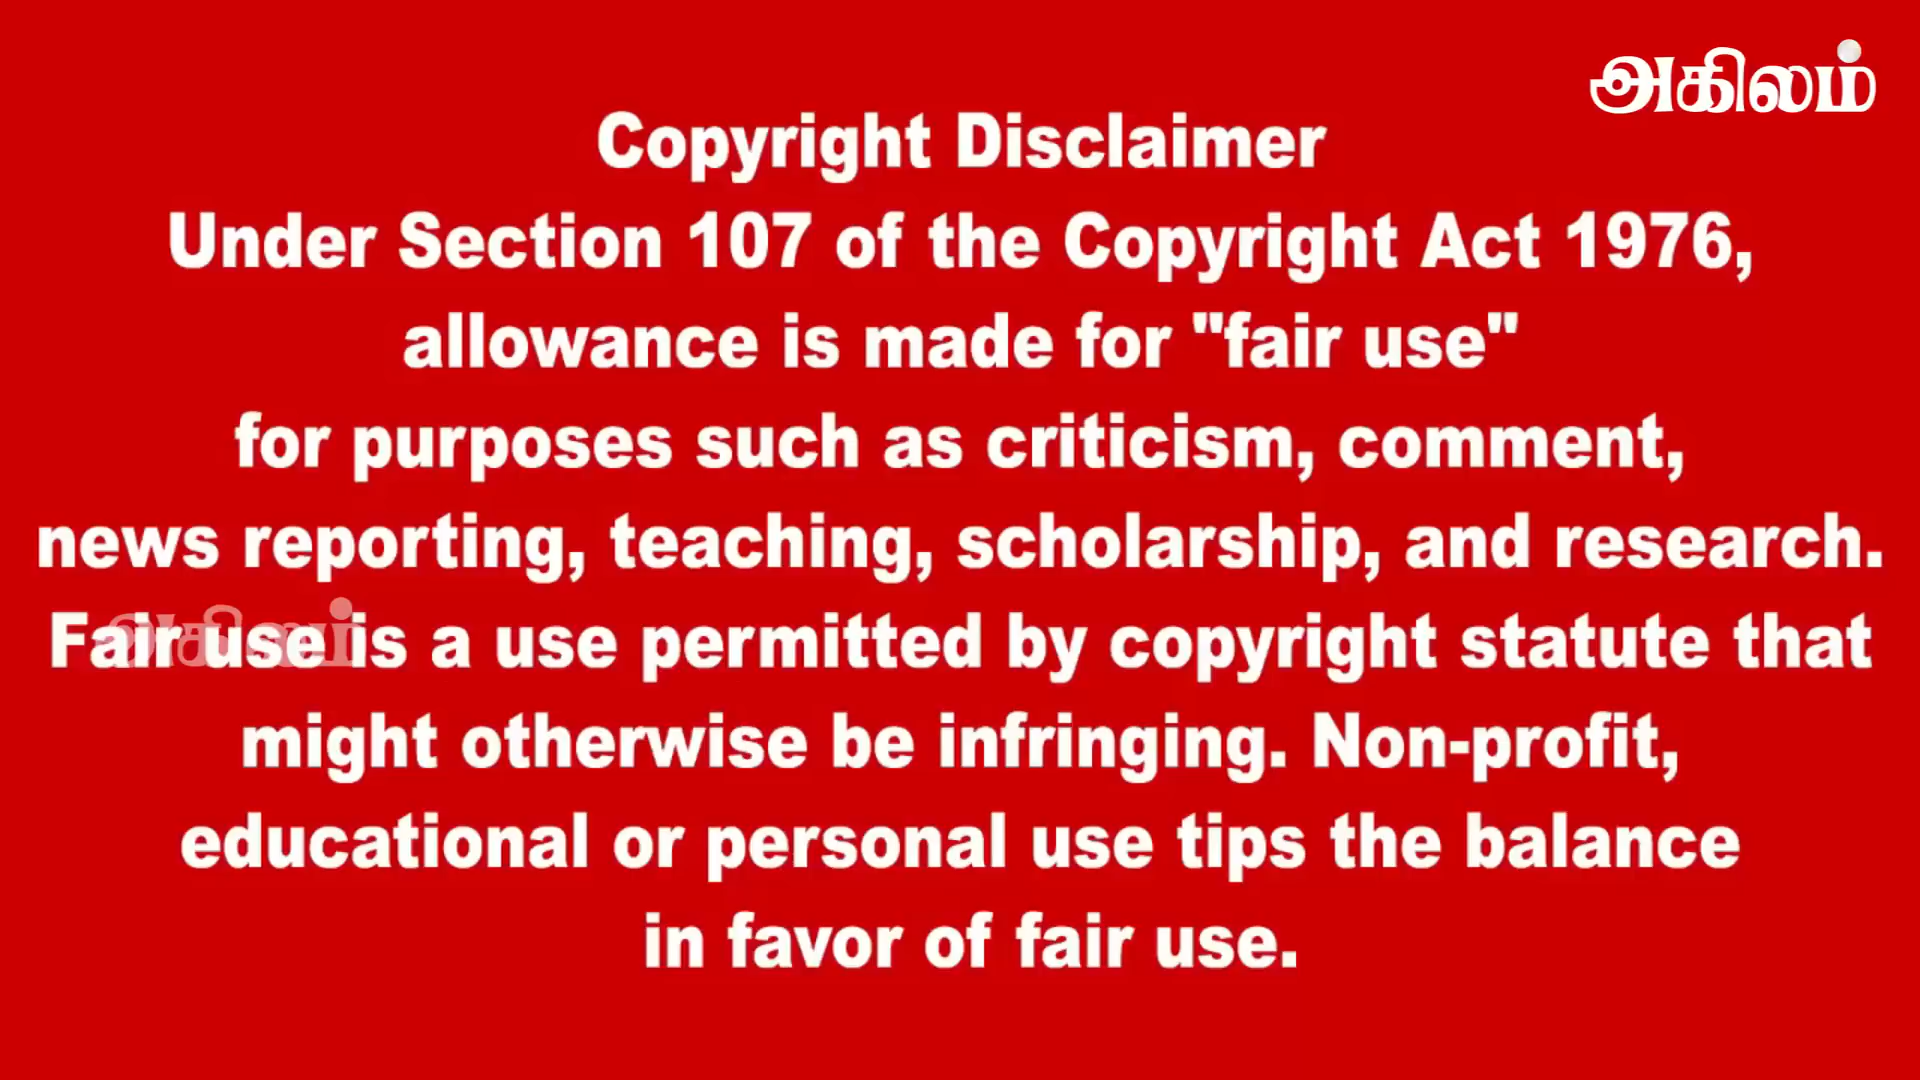 அகிலம்
Copyright Disclaimer
Under Section 107 of the Copyright Act 1976,
allowance is made for "fair use"
for purposes such as criticism, comment,
news reporting, teaching, scholarship, and research.
Fair use is a use permitted by copyright statute that
அகிலம்
might otherwise be infringing. Non-profit,
educational or personal use tips the balance
in favor of fair use.